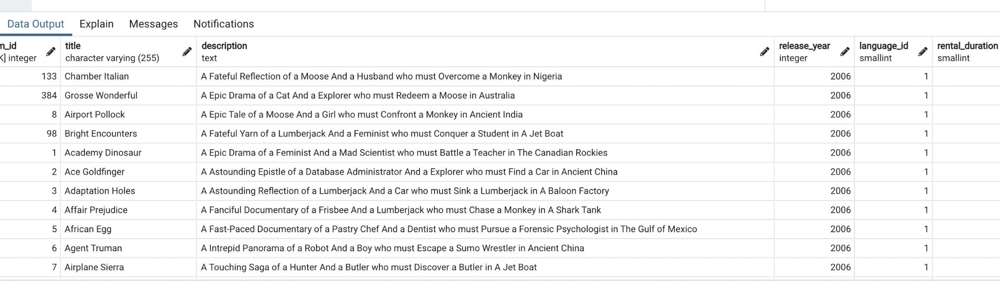 Data Output Explain Messages Notifications
m_id title description release_year language_id rental_duration
K] integer character varying (255) text integer smallint smallint
133 Chamber Italian A Fateful Reflection of a Moose And a Husband who must Overcome a Monkey in Nigeria 2006 1
384 Grosse Wonderful A Epic Drama of a Cat And a Explorer who must Redeem a Moose in Australia 2006 1
8 Airport Pollock A Epic Tale of a Moose And a Girl who must Confront a Monkey in Ancient India 2006 1
98 Bright Encounters A Fateful Yarn of a Lumberjack And a Feminist who must Conquer a Student in A Jet Boat 2006 1
1 Academy Dinosaur A Epic Drama of a Feminist And a Mad Scientist who must Battle a Teacher in The Canadian Rockies 2006 1
2 Ace Goldfinger A Astounding Epistle of a Database Administrator And a Explorer who must Find a Car in Ancient China 2006 1
3 Adaptation Holes A Astounding Reflection of a Lumberjack And a Car who must Sink a Lumberjack in A Baloon Factory 2006 1
4 Affair Prejudice A Fanciful Documentary of a Frisbee And a Lumberjack who must Chase a Monkey in A Shark Tank 2006 1
5 African Egg A Fast-Paced Documentary of a Pastry Chef And a Dentist who must Pursue a Forensic Psychologist in The Gulf of Mexico 2006 1
6 Agent Truman A Intrepid Panorama of a Robot And a Boy who must Escape a Sumo Wrestler in Ancient China 2006 1
7 Airplane Sierra A Touching Saga of a Hunter And a Butler who must Discover a Butler in A Jet Boat 2006 1